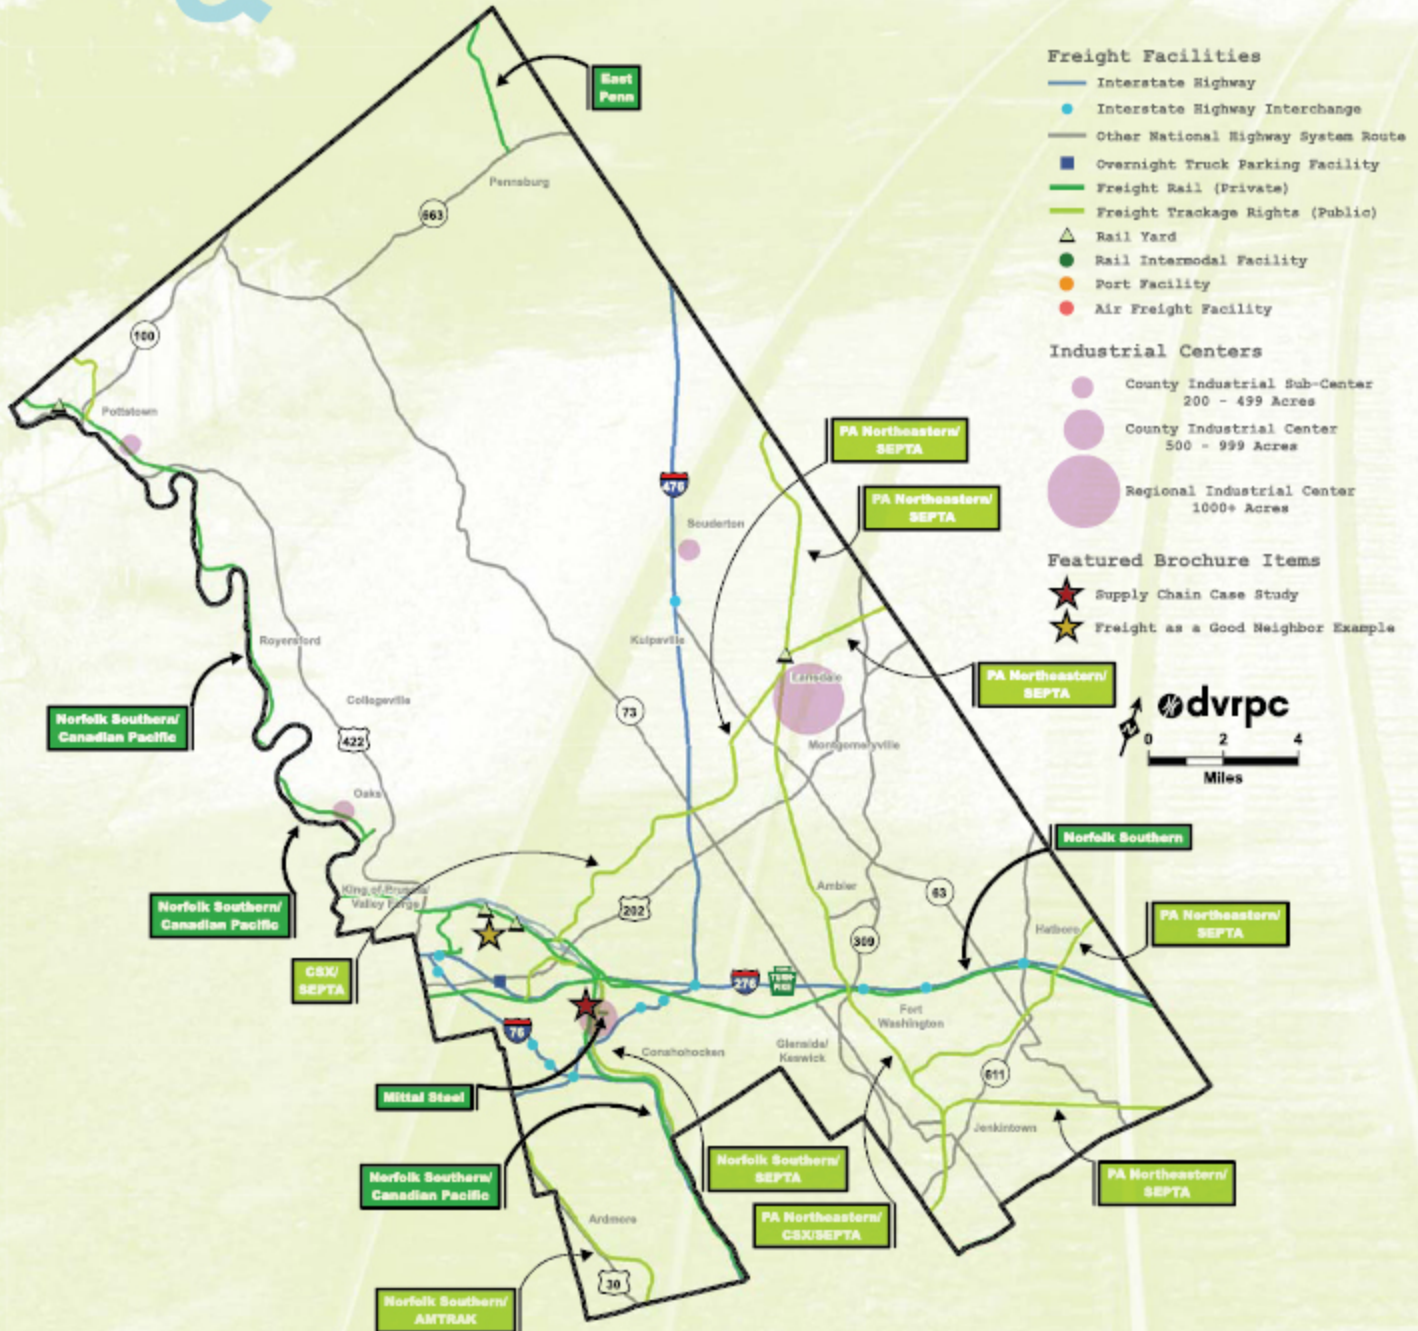 &
Freight Facilities
Interstate Highway
Interstate Highway Interchange
Other National Highway System Route
Overnight Truck Parking Facility
Freight Rail (Private)
Freight Trackage Rights (Public)
Rail Yard
Rail Intermodal Facility
Port Facility
Air Freight Facility
Industrial Centers
County Industrial Sub-Center
200 - 499 Acres
County Industrial Center
500 - 999 Acres
Regional Industrial Center
1000+ Acres
Featured Brochure Items
Supply Chain Case Study
Freight as a Good Neighbor Example
N
dvrpc
0 2 4
Miles
East
Penn
Pennsburg
663
100
Pottstown
476
Souderton
PA Northeastern/
SEPTA
PA Northeastern/
SEPTA
Royersford
Kulpsville
Lansdale
PA Northeastern/
SEPTA
Collegeville
Norfolk Southern/
Canadian Pacific
73
422
Montgomeryville
Oaks
Norfolk Southern
King of Prussia/
Valley Forge
Norfolk Southern/
Canadian Pacific
202
Ambler
63
309
Hatboro
PA Northeastern/
SEPTA
CSX/
SEPTA
276
TURN-
PIKE
76
Fort
Washington
Conshohocken
Glenside/
Keswick
611
Mittal Steel
Jenkintown
Norfolk Southern/
Canadian Pacific
Norfolk Southern/
SEPTA
PA Northeastern/
SEPTA
PA Northeastern/
CSX/SEPTA
Ardmore
30
Norfolk Southern/
AMTRAK